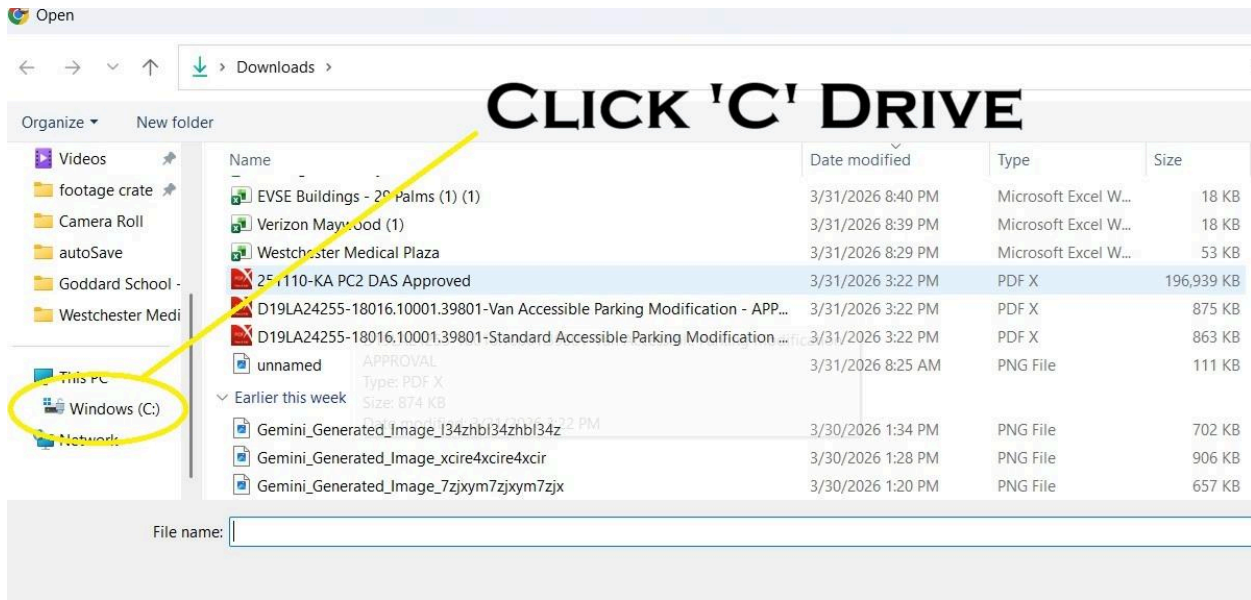 Open
Downloads
CLICK 'C' DRIVE
Organize New folder
Name Date modified Type Size
Videos
footage crate
Camera Roll
autoSave
Goddard School -
Westchester Medi
This PC
Windows (C:)
Network
EVSE Buildings - 29 Palms (1) (1) 3/31/2026 8:40 PM Microsoft Excel W... 18 KB
Verizon Maywood (1) 3/31/2026 8:39 PM Microsoft Excel W... 18 KB
Westchester Medical Plaza 3/31/2026 8:29 PM Microsoft Excel W... 53 KB
251110-KA PC2 DAS Approved 3/31/2026 3:22 PM PDF X 196,939 KB
D19LA24255-18016.10001.39801-Van Accessible Parking Modification - APP... 3/31/2026 3:22 PM PDF X 875 KB
D19LA24255-18016.10001.39801-Standard Accessible Parking Modification ... 3/31/2026 3:22 PM PDF X 863 KB
unnamed 3/31/2026 8:25 AM PNG File 111 KB
APPROVAL
Type: PDF X
Size: 874 KB
Earlier this week
Gemini_Generated_Image_l34zhbl34zhbl34z 3/30/2026 1:34 PM PNG File 702 KB
Gemini_Generated_Image_xcire4xcire4xcir 3/30/2026 1:28 PM PNG File 906 KB
Gemini_Generated_Image_7zjxym7zjxym7zjx 3/30/2026 1:20 PM PNG File 657 KB
File name: